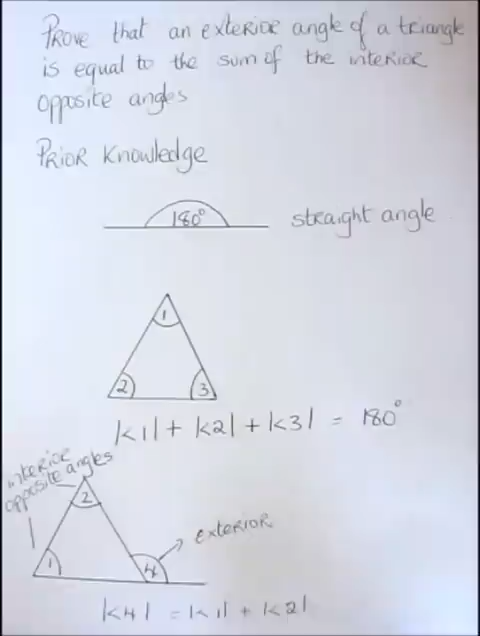 Prove that an exterior angle of a triangle
is equal to the sum of the interior
opposite angles
Prior Knowledge
180° straight angle
1
2 3
|∠1| + |∠2| + |∠3| = 180°
interior
opposite angles
2
exterior
1 4
|∠4| = |∠1| + |∠2|